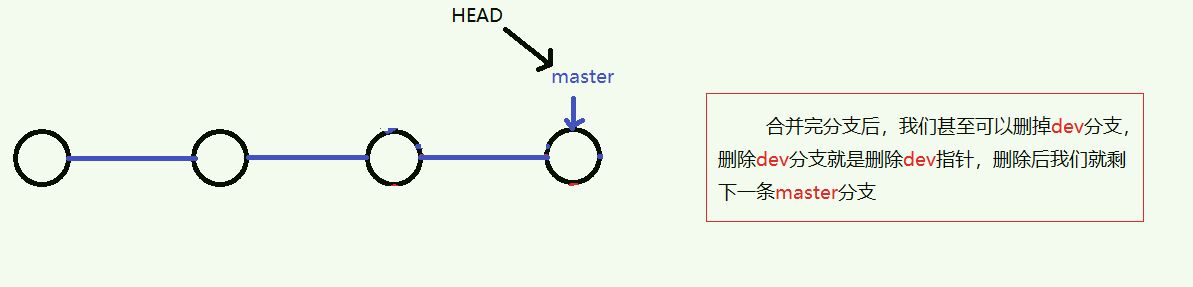 HEAD
master
合并完分支后，我们甚至可以删掉dev分支，
删除dev分支就是删除dev指针，删除后我们就剩
下一条master分支